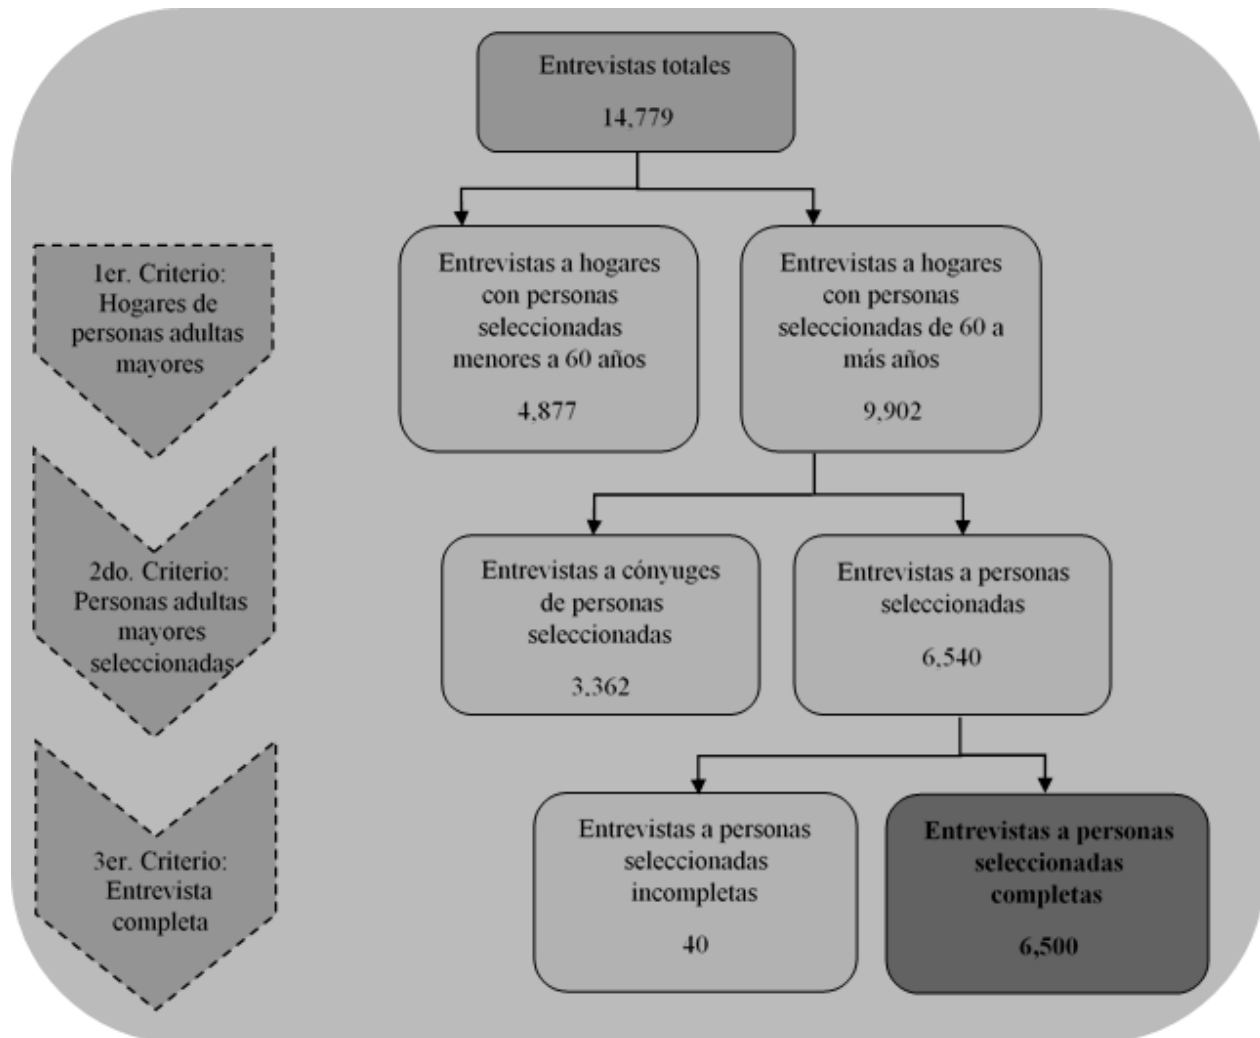 Entrevistas totales
14,779
1er. Criterio:
Hogares de
personas adultas
mayores
Entrevistas a hogares
con personas
seleccionadas
menores a 60 años
4,877
Entrevistas a hogares
con personas
seleccionadas de 60 a
más años
9,902
2do. Criterio:
Personas adultas
mayores
seleccionadas
Entrevistas a cónyuges
de personas
seleccionadas
3,362
Entrevistas a personas
seleccionadas
6,540
3er. Criterio:
Entrevista
completa
Entrevistas a personas
seleccionadas
incompletas
40
Entrevistas a personas
seleccionadas
completas
6,500